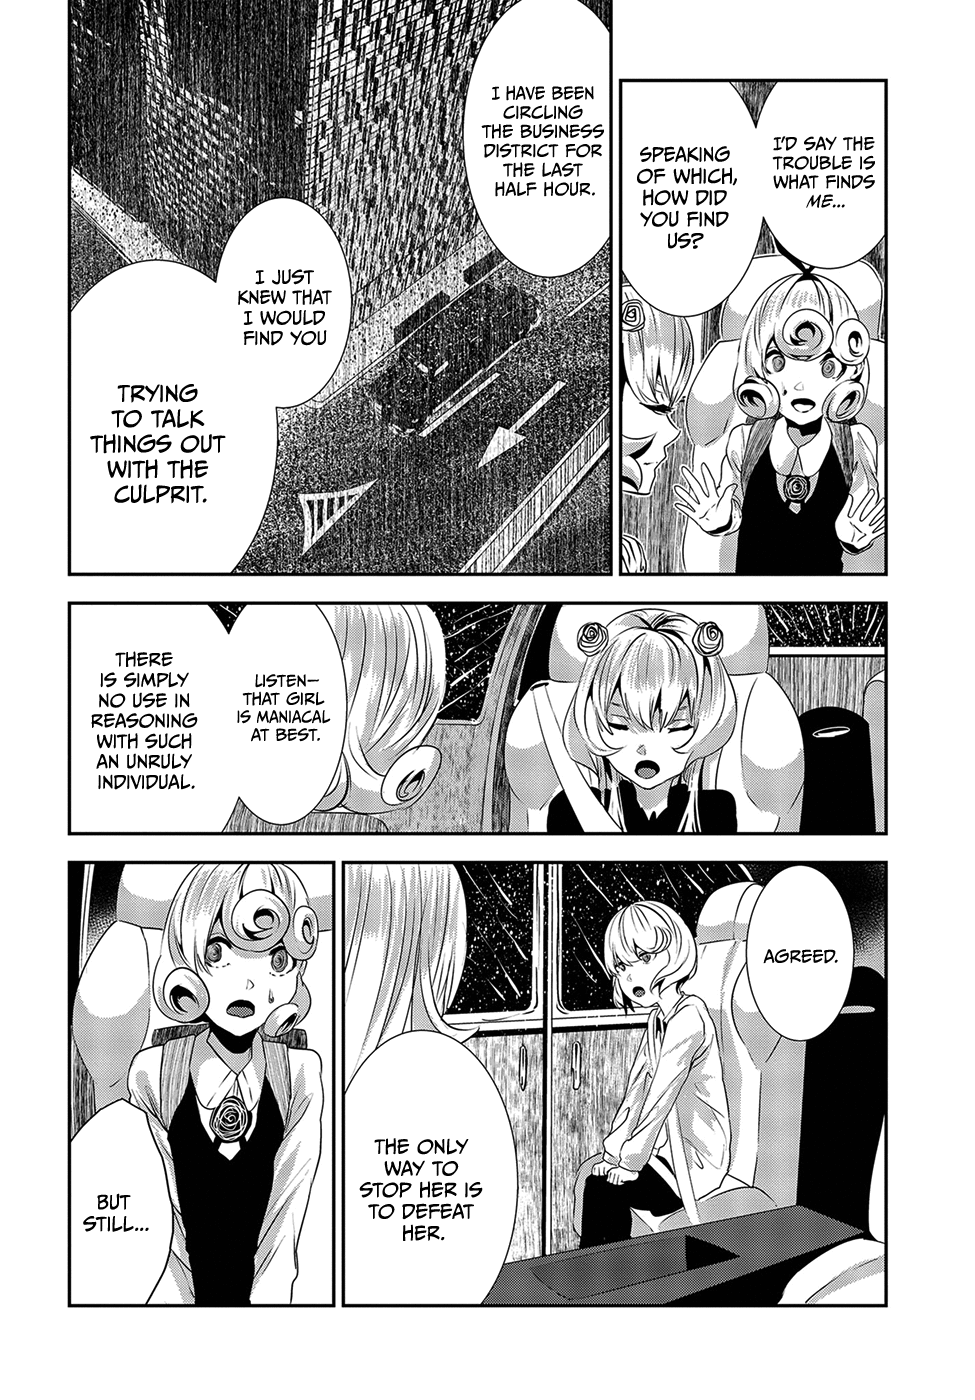 I'D SAY THE
TROUBLE IS
WHAT FINDS
ME...
SPEAKING
OF WHICH,
HOW DID
YOU FIND
US?
I HAVE BEEN
CIRCLING
THE BUSINESS
DISTRICT FOR
THE LAST
HALF HOUR.
I JUST
KNEW THAT
I WOULD
FIND YOU
TRYING
TO TALK
THINGS OUT
WITH THE
CULPRIT.
LISTEN—
THAT GIRL
IS MANIACAL
AT BEST.
THERE
IS SIMPLY
NO USE IN
REASONING
WITH SUCH
AN UNRULY
INDIVIDUAL.
AGREED.
THE ONLY
WAY TO
STOP HER IS
TO DEFEAT
HER.
BUT
STILL...